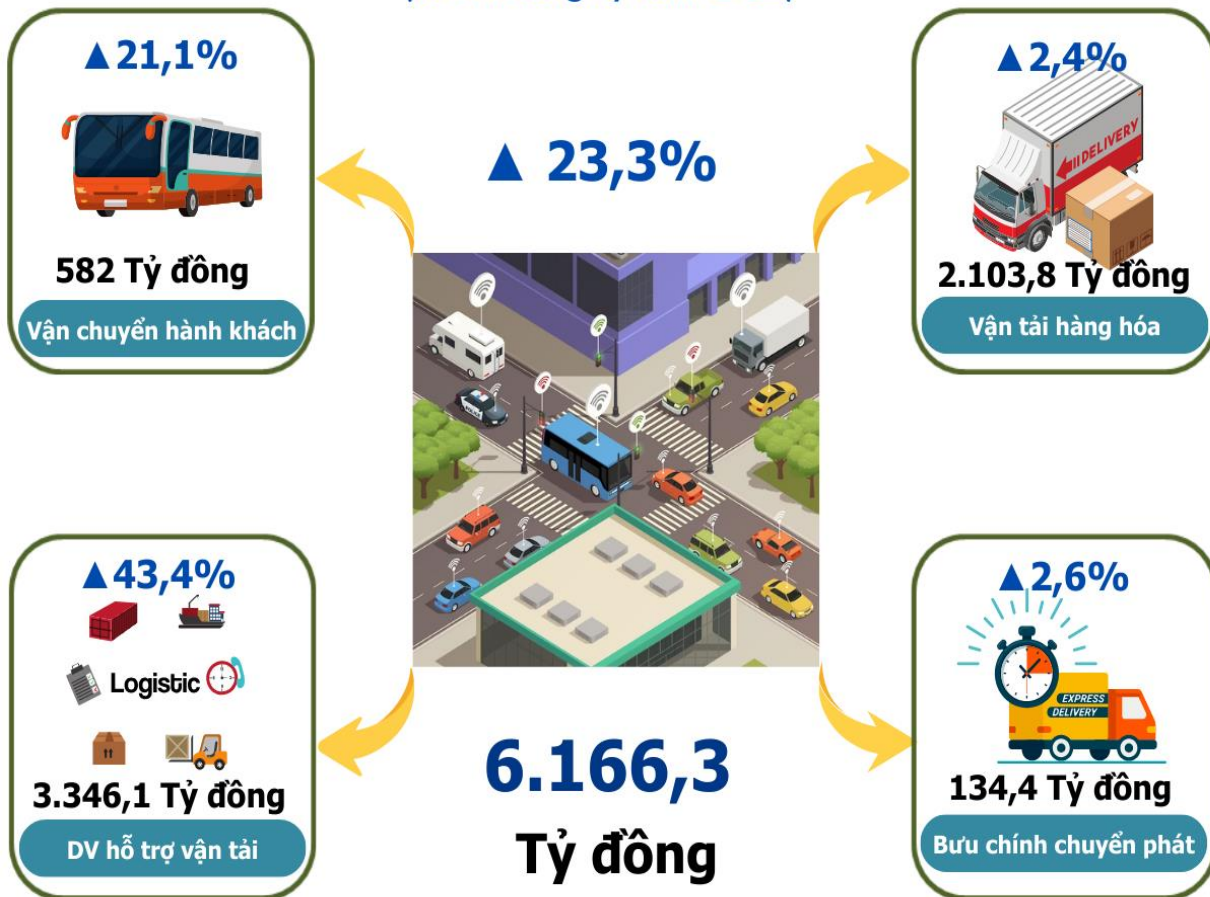 ▲21,1%
582 Tỷ đồng
Vận chuyển hành khách
▲ 23,3%
▲2,4%
DELIVERY
2.103,8 Tỷ đồng
Vận tải hàng hóa
POLICE
▲43,4%
Logistic
3.346,1 Tỷ đồng
DV hỗ trợ vận tải
6.166,3
Tỷ đồng
▲2,6%
EXPRESS
DELIVERY
134,4 Tỷ đồng
Bưu chính chuyển phát